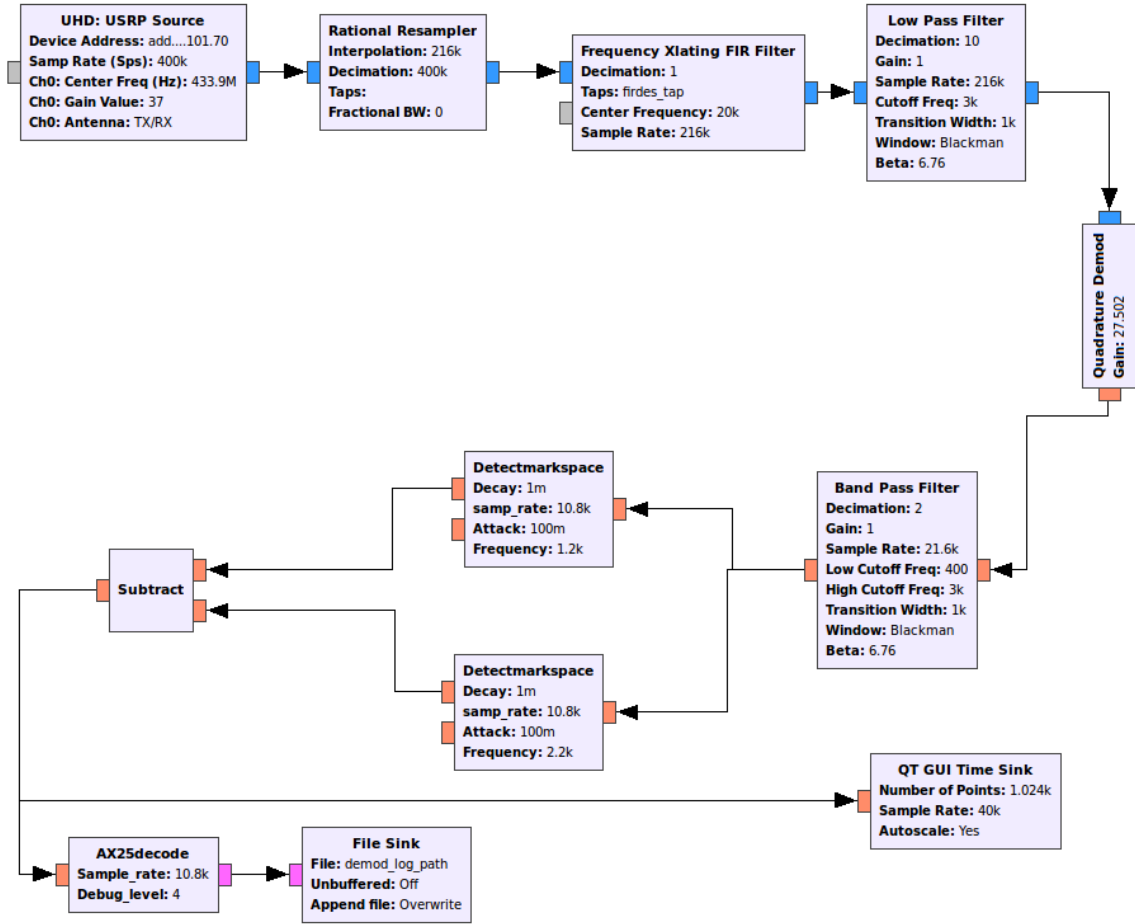 UHD: USRP Source
Device Address: add....101.70
Samp Rate (Sps): 400k
Ch0: Center Freq (Hz): 433.9M
Ch0: Gain Value: 37
Ch0: Antenna: TX/RX
Rational Resampler
Interpolation: 216k
Decimation: 400k
Taps:
Fractional BW: 0
Frequency Xlating FIR Filter
Decimation: 1
Taps: firdes_tap
Center Frequency: 20k
Sample Rate: 216k
Low Pass Filter
Decimation: 10
Gain: 1
Sample Rate: 216k
Cutoff Freq: 3k
Transition Width: 1k
Window: Blackman
Beta: 6.76
Quadrature Demod
Gain: 27.502
Band Pass Filter
Decimation: 2
Gain: 1
Sample Rate: 21.6k
Low Cutoff Freq: 400
High Cutoff Freq: 3k
Transition Width: 1k
Window: Blackman
Beta: 6.76
Detectmarkspace
Decay: 1m
samp_rate: 10.8k
Attack: 100m
Frequency: 1.2k
Detectmarkspace
Decay: 1m
samp_rate: 10.8k
Attack: 100m
Frequency: 2.2k
Subtract
QT GUI Time Sink
Number of Points: 1.024k
Sample Rate: 40k
Autoscale: Yes
AX25decode
Sample_rate: 10.8k
Debug_level: 4
File Sink
File: demod_log_path
Unbuffered: Off
Append file: Overwrite